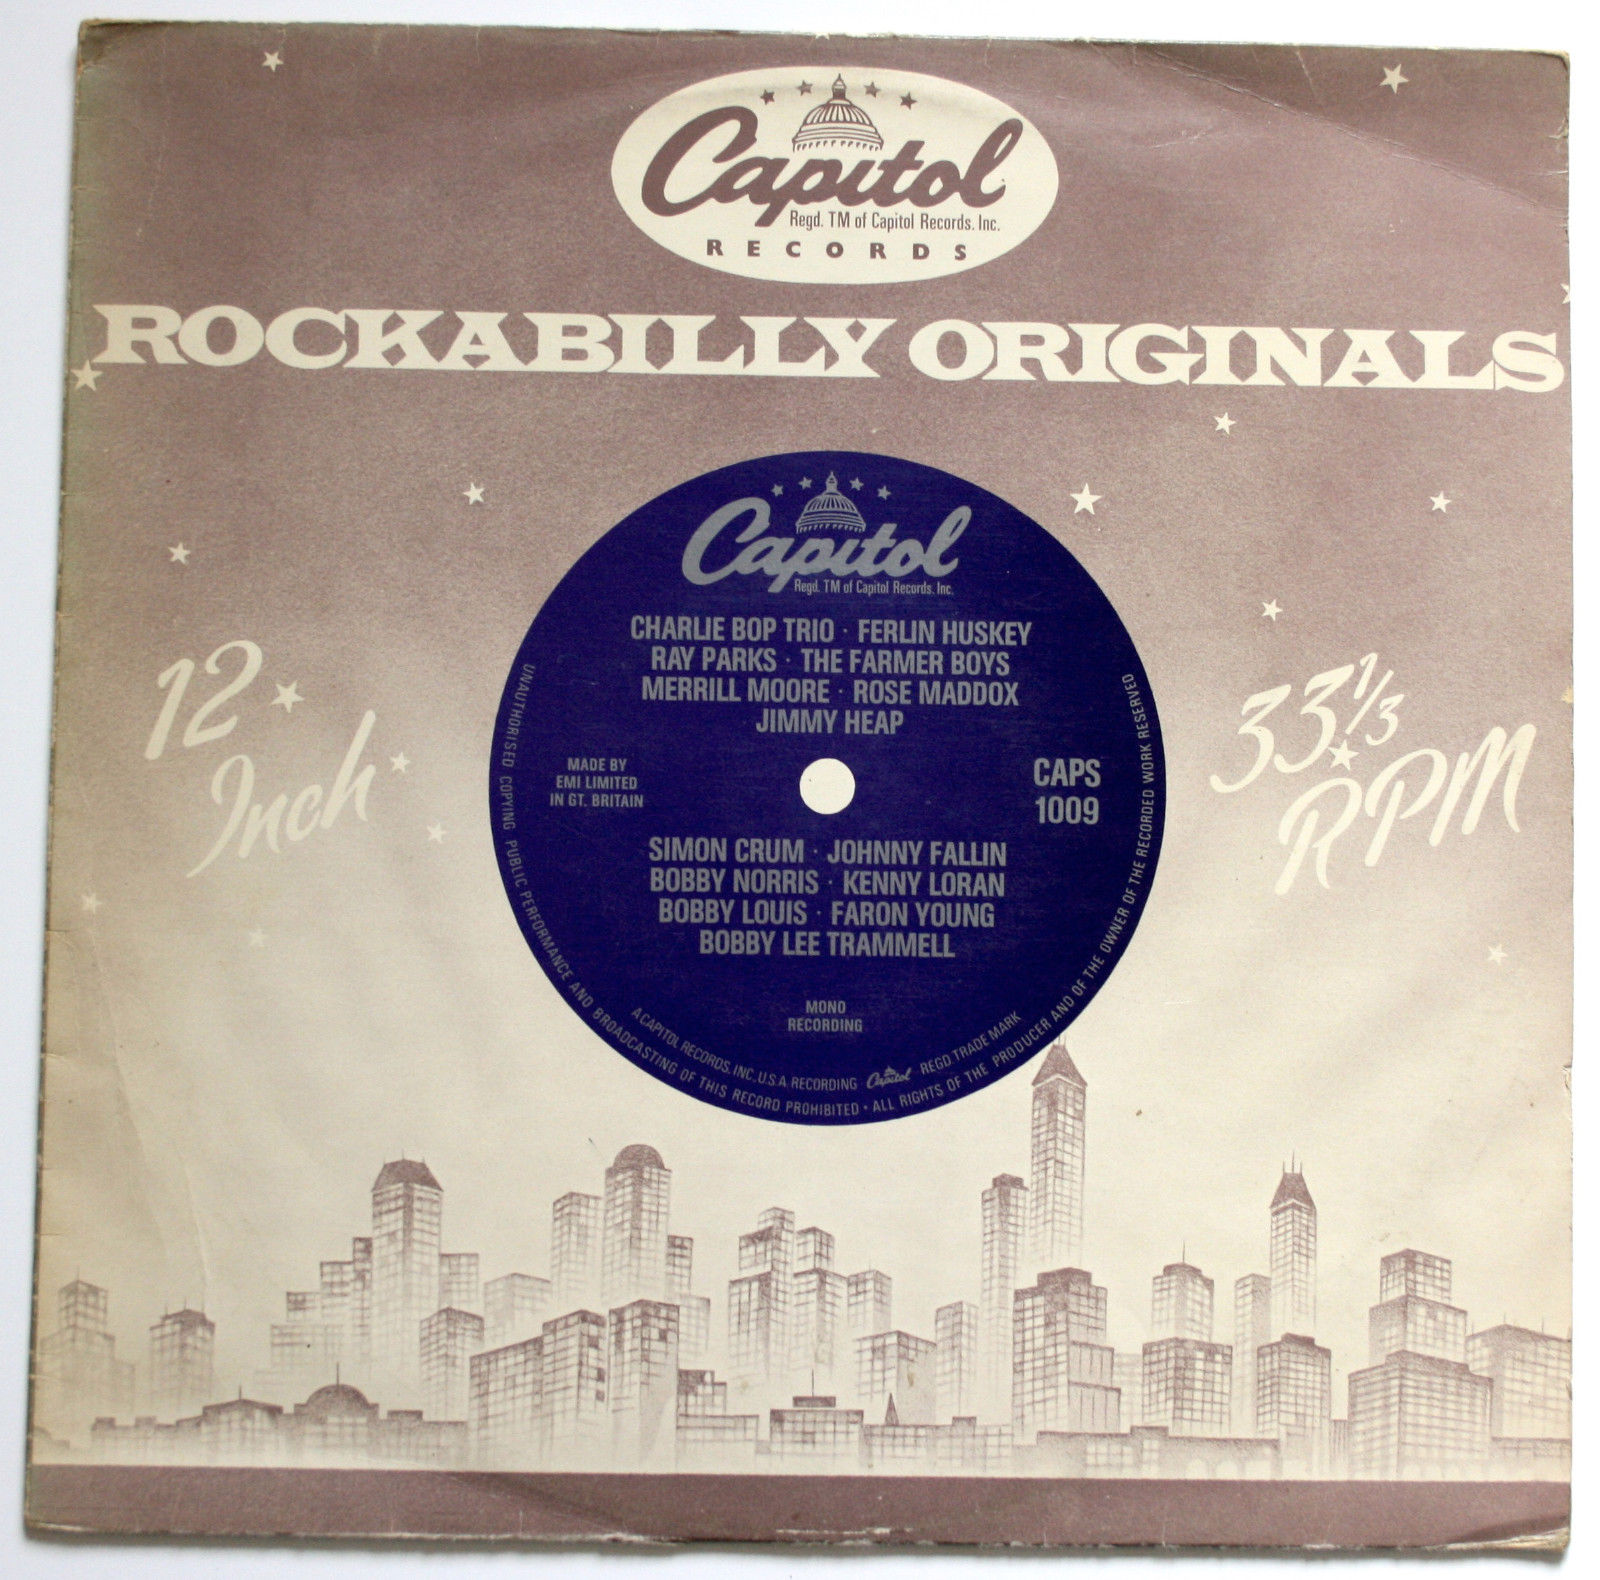 Capitol
Regd. TM of Capitol Records. Inc.
RECORDS
ROCKABILLY ORIGINALS
12
Inch
33 1/3
RPM
Capitol
Regd. TM of Capitol Records. Inc.
CHARLIE BOP TRIO · FERLIN HUSKEY
RAY PARKS · THE FARMER BOYS
MERRILL MOORE · ROSE MADDOX
JIMMY HEAP
MADE BY
EMI LIMITED
IN GT. BRITAIN
CAPS
1009
SIMON CRUM · JOHNNY FALLIN
BOBBY NORRIS · KENNY LORAN
BOBBY LOUIS · FARON YOUNG
BOBBY LEE TRAMMELL
MONO
RECORDING
A CAPITOL RECORDS, INC. U.S.A. RECORDING Capitol REGD TRADE MARK
UNAUTHORISED COPYING PUBLIC PERFORMANCE AND BROADCASTING OF THIS RECORD PROHIBITED · ALL RIGHTS OF THE PRODUCER AND OF THE OWNER OF THE RECORDED WORK RESERVED